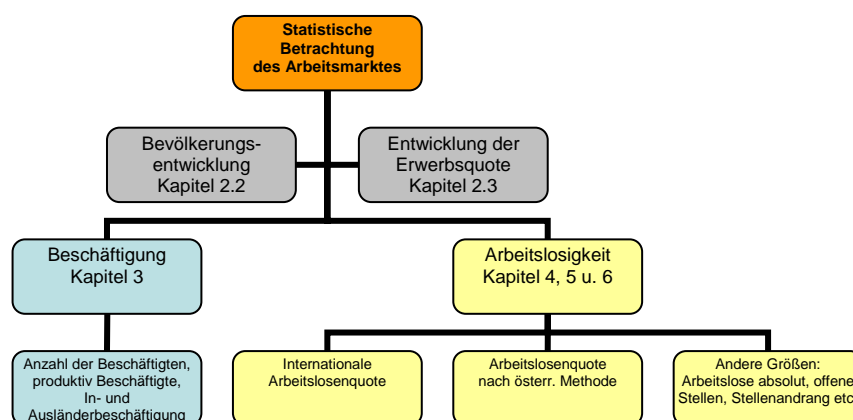 Statistische
Betrachtung
des Arbeitsmarktes
Bevölkerungs-
entwicklung
Kapitel 2.2
Entwicklung der
Erwerbsquote
Kapitel 2.3
Beschäftigung
Kapitel 3
Arbeitslosigkeit
Kapitel 4, 5 u. 6
Anzahl der Beschäftigten,
produktiv Beschäftigte,
In- und
Ausländerbeschäftigung
Internationale
Arbeitslosenquote
Arbeitslosenquote
nach österr. Methode
Andere Größen:
Arbeitslose absolut, offene
Stellen, Stellenandrang etc